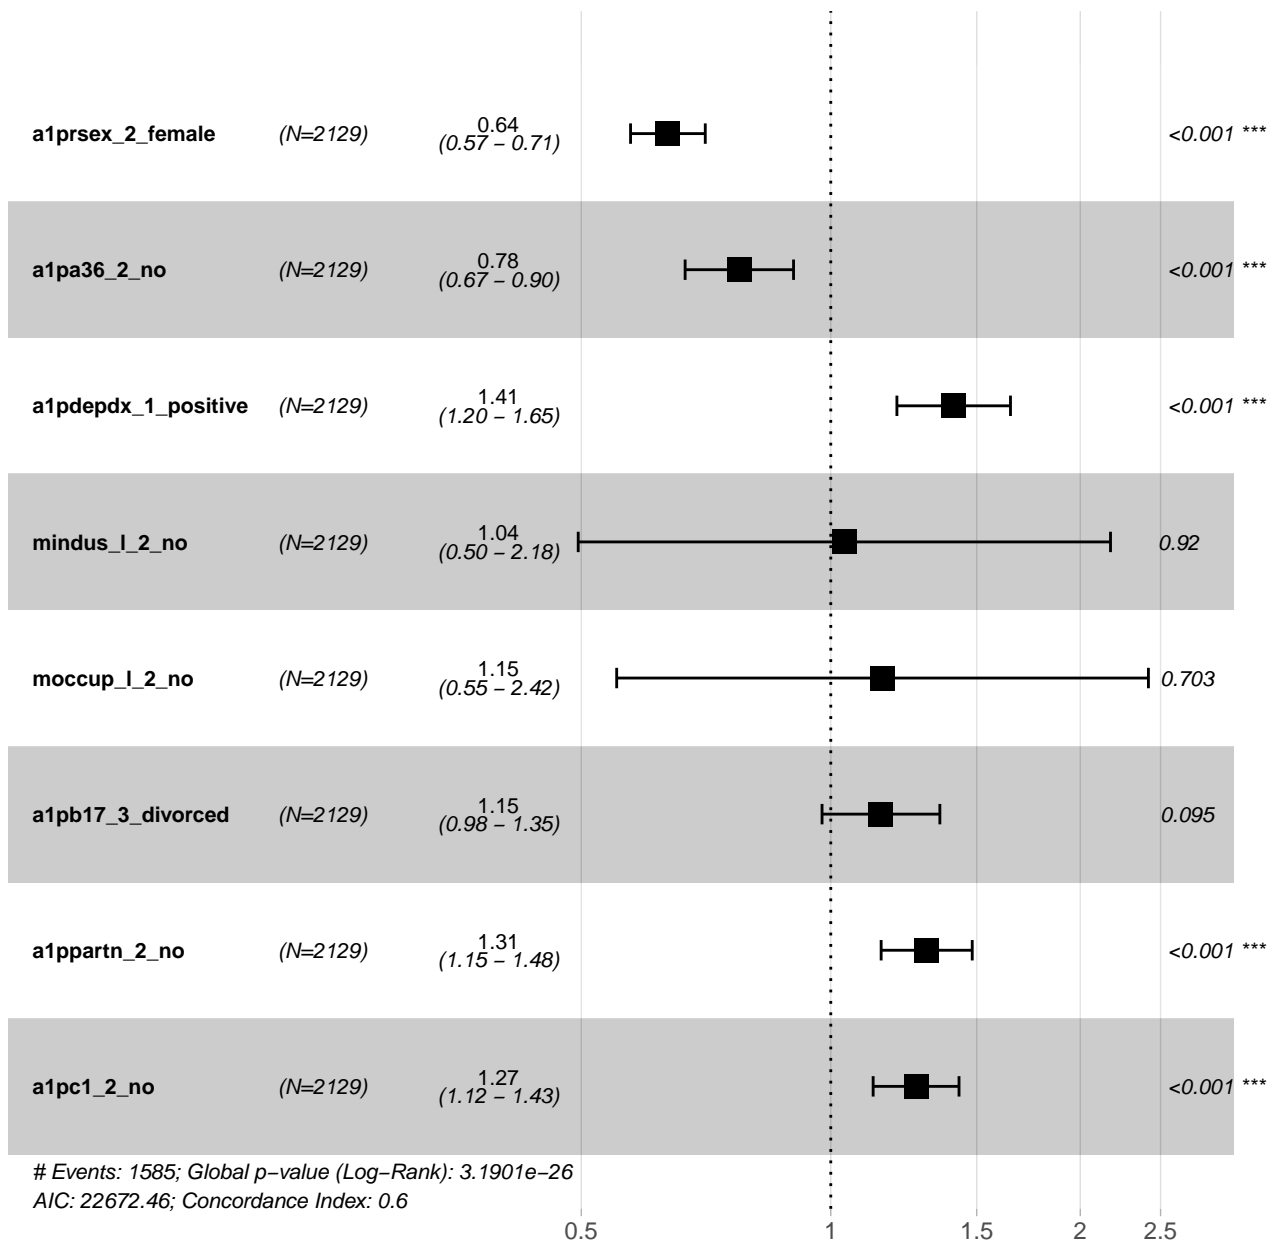 a1prsex_2_female (N=2129) 0.64 <0.001 ***
(0.57 – 0.71)
a1pa36_2_no (N=2129) 0.78 <0.001 ***
(0.67 – 0.90)
a1pdepdx_1_positive (N=2129) 1.41 <0.001 ***
(1.20 – 1.65)
mindus_l_2_no (N=2129) 1.04 0.92
(0.50 – 2.18)
moccup_l_2_no (N=2129) 1.15 0.703
(0.55 – 2.42)
a1pb17_3_divorced (N=2129) 1.15 0.095
(0.98 – 1.35)
a1ppartn_2_no (N=2129) 1.31 <0.001 ***
(1.15 – 1.48)
a1pc1_2_no (N=2129) 1.27 <0.001 ***
(1.12 – 1.43)
# Events: 1585; Global p−value (Log−Rank): 3.1901e−26
AIC: 22672.46; Concordance Index: 0.6
0.5 1 1.5 2 2.5